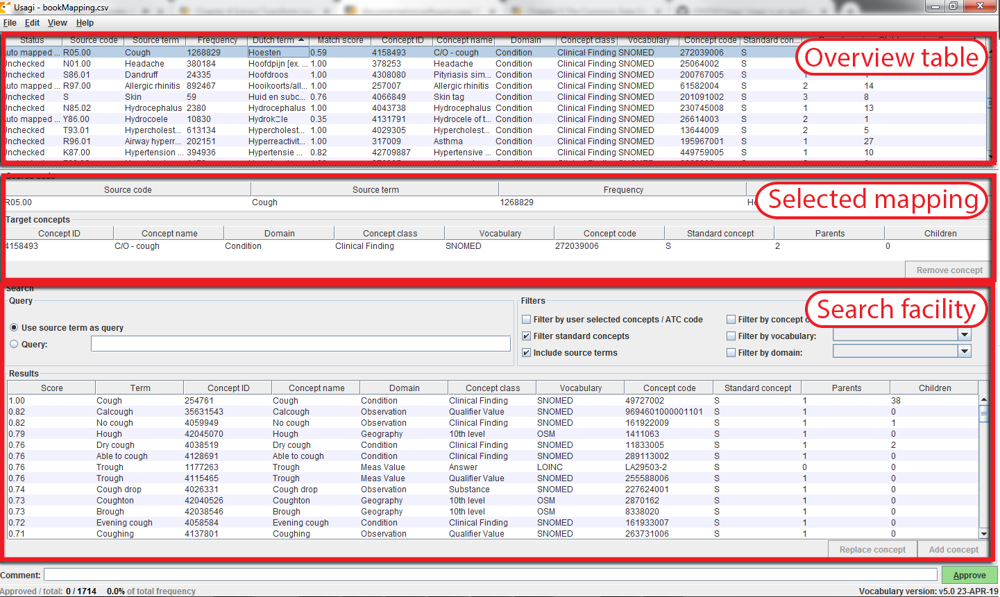 Usagi - bookMapping.csv
File Edit View Help
Status Source code Source term Frequency Dutch term Match score Concept ID Concept name Domain Concept class Vocabulary Concept code Standard con...
Auto mapped ... R05.00 Cough 1268829 Hoesten 0.59 4158493 C/O - cough Condition Clinical Finding SNOMED 272039006 S
Unchecked N01.00 Headache 380184 Hoofdpijn [ex. ... 1.00 378253 Headache Condition Clinical Finding SNOMED 25064002 S
Overview table
Unchecked S86.01 Dandruff 24335 Hoofdroos 1.00 4308080 Pityriasis sim... Condition Clinical Finding SNOMED 200767005 S
Auto mapped ... R97.00 Allergic rhinitis 892467 Hooikoorts/all... 1.00 257007 Allergic rhinitis Condition Clinical Finding SNOMED 61582004 S 2 14
Unchecked S Skin 59 Huid en subc... 0.76 4066849 Skin tag Condition Clinical Finding SNOMED 201091002 S 3 8
Unchecked N85.02 Hydrocephalus 2380 Hydrocephalus 1.00 4043738 Hydrocephalus Condition Clinical Finding SNOMED 230745008 S 1 13
Auto mapped ... Y86.00 Hydrocoele 10830 Hydrok□le 0.35 4131791 Hydrocele of t... Condition Clinical Finding SNOMED 26614003 S 2 1
Unchecked T93.01 Hypercholest... 613134 Hypercholest... 1.00 4029305 Hypercholest... Condition Clinical Finding SNOMED 13644009 S 2 5
Unchecked R96.01 Airway hyperr... 202151 Hyperreactivit... 1.00 317009 Asthma Condition Clinical Finding SNOMED 195967001 S 1 27
Unchecked K87.00 Hypertension ... 394936 Hypertensie ... 0.82 42709887 Hypertensive ... Condition Clinical Finding SNOMED 449759005 S 1 10
Source code
Source code Source term Frequency
R05.00 Cough 1268829
Selected mapping
Target concepts
Concept ID Concept name Domain Concept class Vocabulary Concept code Standard concept Parents Children
4158493 C/O - cough Condition Clinical Finding SNOMED 272039006 S 2 0
Remove concept
Search
Query Filters
Search facility
Use source term as query Filter by user selected concepts / ATC code Filter by concept
Query: Filter standard concepts Filter by vocabulary:
Include source terms Filter by domain:
Results
Score Term Concept ID Concept name Domain Concept class Vocabulary Concept code Standard concept Parents Children
1.00 Cough 254761 Cough Condition Clinical Finding SNOMED 49727002 S 1 38
0.82 Calcough 35631543 Calcough Observation Qualifier Value SNOMED 9694601000001101 S 1 0
0.82 No cough 4059949 No cough Observation Clinical Finding SNOMED 161922009 S 1 1
0.79 Hough 42045070 Hough Geography 10th level OSM 1411063 S 1 0
0.76 Dry cough 4038519 Dry cough Condition Clinical Finding SNOMED 11833005 S 1 2
0.76 Able to cough 4128691 Able to cough Condition Clinical Finding SNOMED 289113002 S 1 0
0.76 Trough 1177263 Trough Meas Value Answer LOINC LA29503-2 S 0 0
0.76 Trough 4115465 Trough Meas Value Qualifier Value SNOMED 255588006 S 1 0
0.74 Cough drop 4026331 Cough drop Observation Substance SNOMED 227624001 S 1 0
0.73 Coughton 42040526 Coughton Geography 10th level OSM 2870162 S 1 0
0.73 Brough 42038546 Brough Geography 10th level OSM 8338020 S 1 0
0.72 Evening cough 4058584 Evening cough Condition Clinical Finding SNOMED 161933007 S 1 0
0.71 Coughing 4137801 Coughing Observation Qualifier Value SNOMED 263731006 S 1 0
Replace concept Add concept
Comment: Approve
Approved / total: 0 / 1714 0.0% of total frequency Vocabulary version: v5.0 23-APR-19